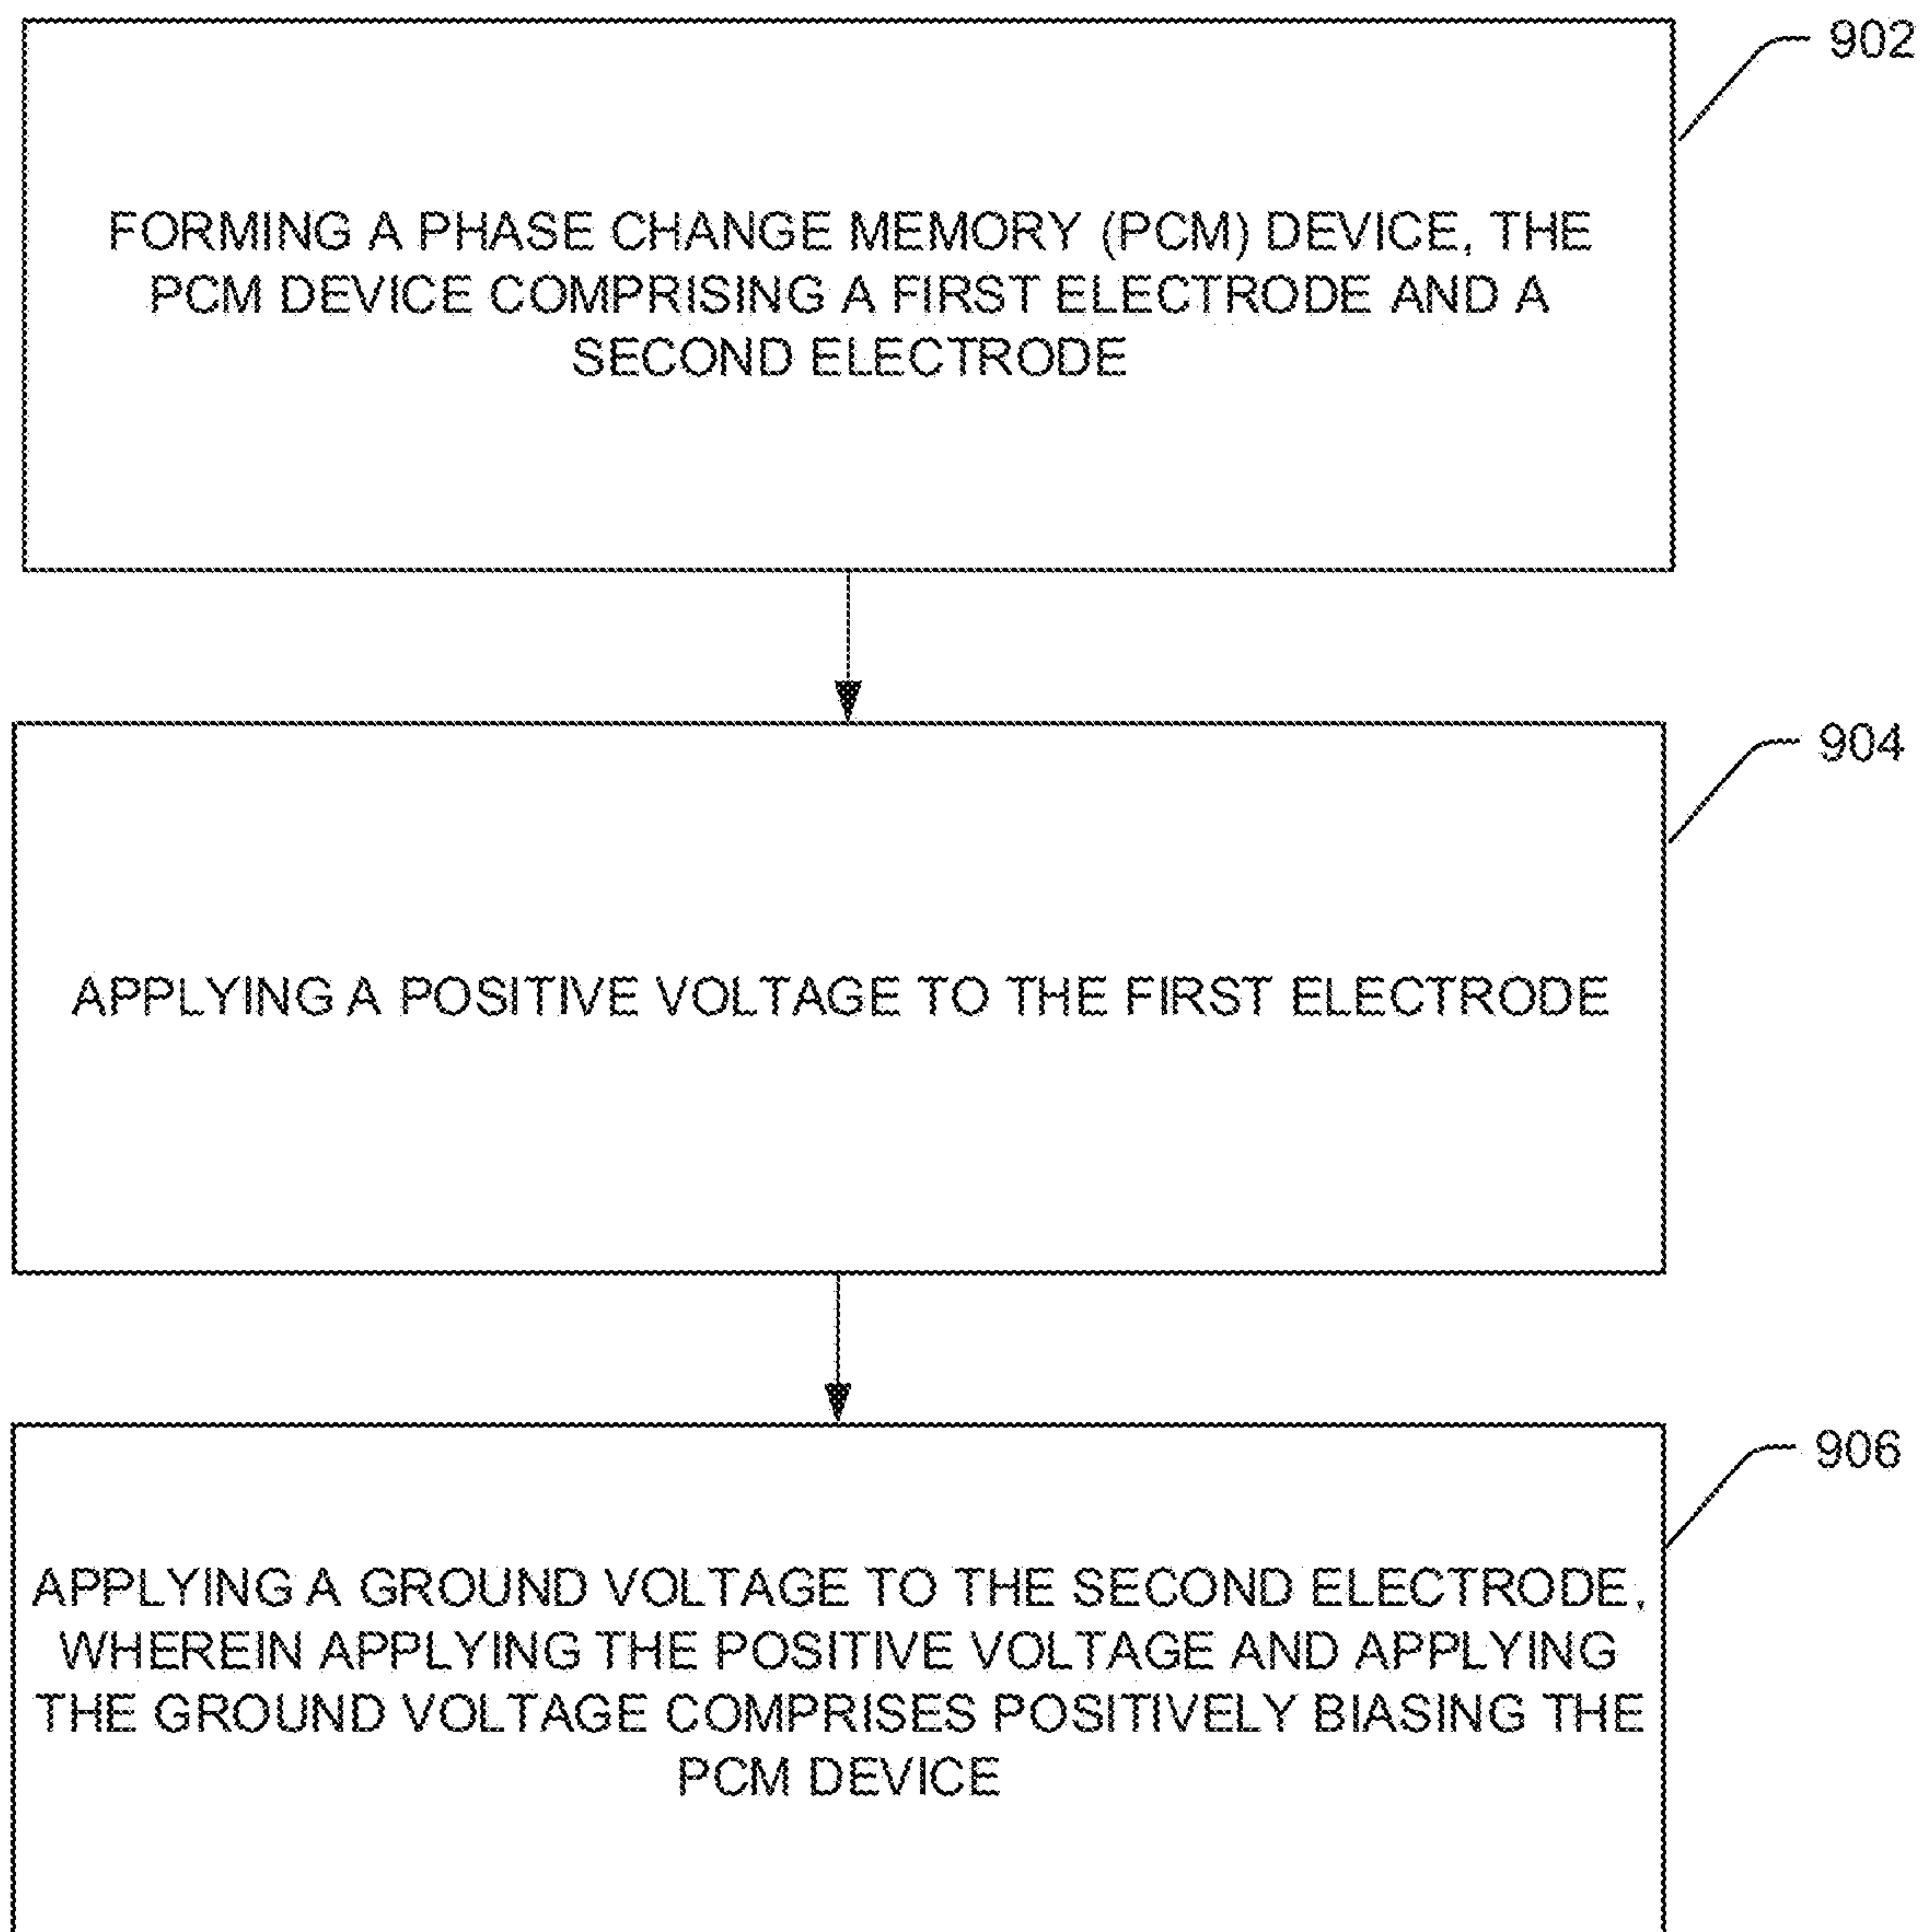 902
FORMING A PHASE CHANGE MEMORY (PCM) DEVICE, THE
PCM DEVICE COMPRISING A FIRST ELECTRODE AND A
SECOND ELECTRODE
904
APPLYING A POSITIVE VOLTAGE TO THE FIRST ELECTRODE
906
APPLYING A GROUND VOLTAGE TO THE SECOND ELECTRODE,
WHEREIN APPLYING THE POSITIVE VOLTAGE AND APPLYING
THE GROUND VOLTAGE COMPRISES POSITIVELY BIASING THE
PCM DEVICE